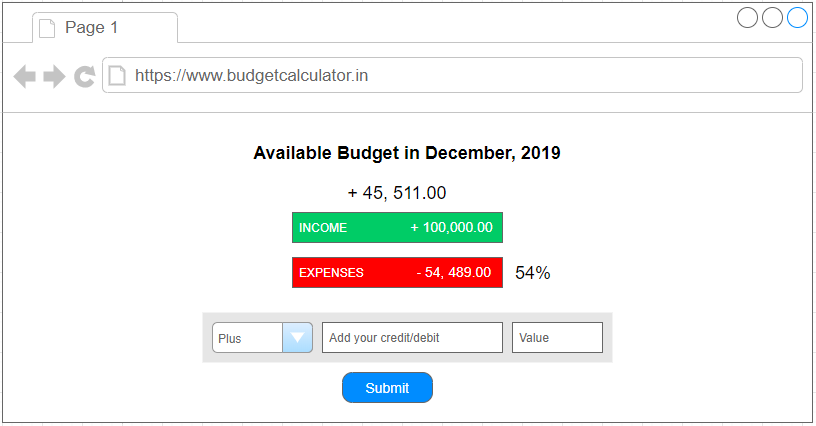 Page 1
https://www.budgetcalculator.in
Available Budget in December, 2019
+ 45, 511.00
INCOME + 100,000.00
EXPENSES - 54, 489.00 54%
Plus Add your credit/debit Value
Submit